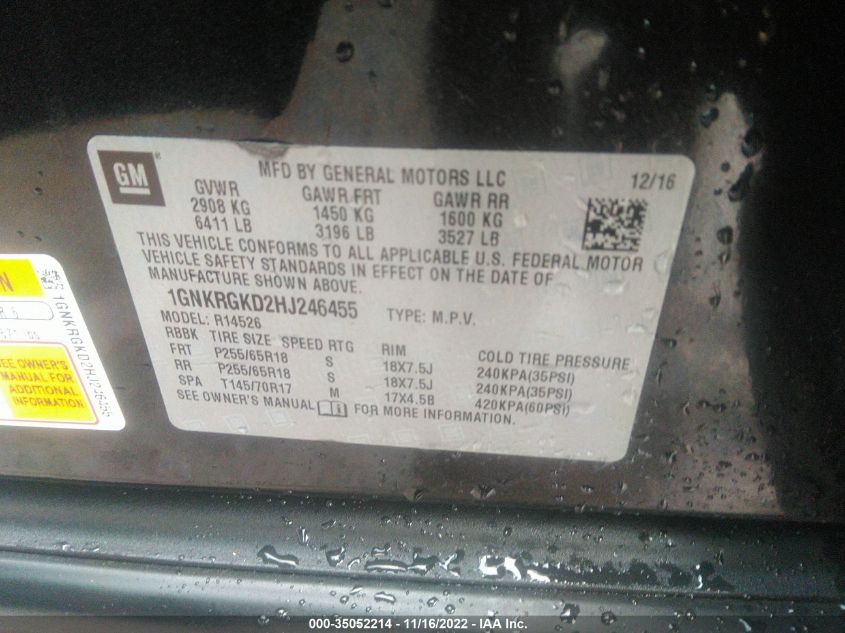 GM
MFD BY GENERAL MOTORS LLC 12/16
GVWR GAWR FRT GAWR RR
2908 KG 1450 KG 1600 KG
6411 LB 3196 LB 3527 LB
THIS VEHICLE CONFORMS TO ALL APPLICABLE U.S. FEDERAL MOTOR
VEHICLE SAFETY STANDARDS IN EFFECT ON THE DATE OF
MANUFACTURE SHOWN ABOVE.
1GNKRGKD2HJ246455 TYPE: M.P.V.
MODEL: R14526
RBBK TIRE SIZE SPEED RTG RIM COLD TIRE PRESSURE
FRT P255/65R18 S 18X7.5J 240KPA(35PSI)
RR P255/65R18 S 18X7.5J 240KPA(35PSI)
SPA T145/70R17 M 17X4.5B 420KPA(60PSI)
SEE OWNER'S MANUAL FOR MORE INFORMATION.
SEE OWNER'S
MANUAL FOR
ADDITIONAL
INFORMATION
1GNKRGKD2HJ246455
000-35052214 - 11/16/2022 - IAA Inc.